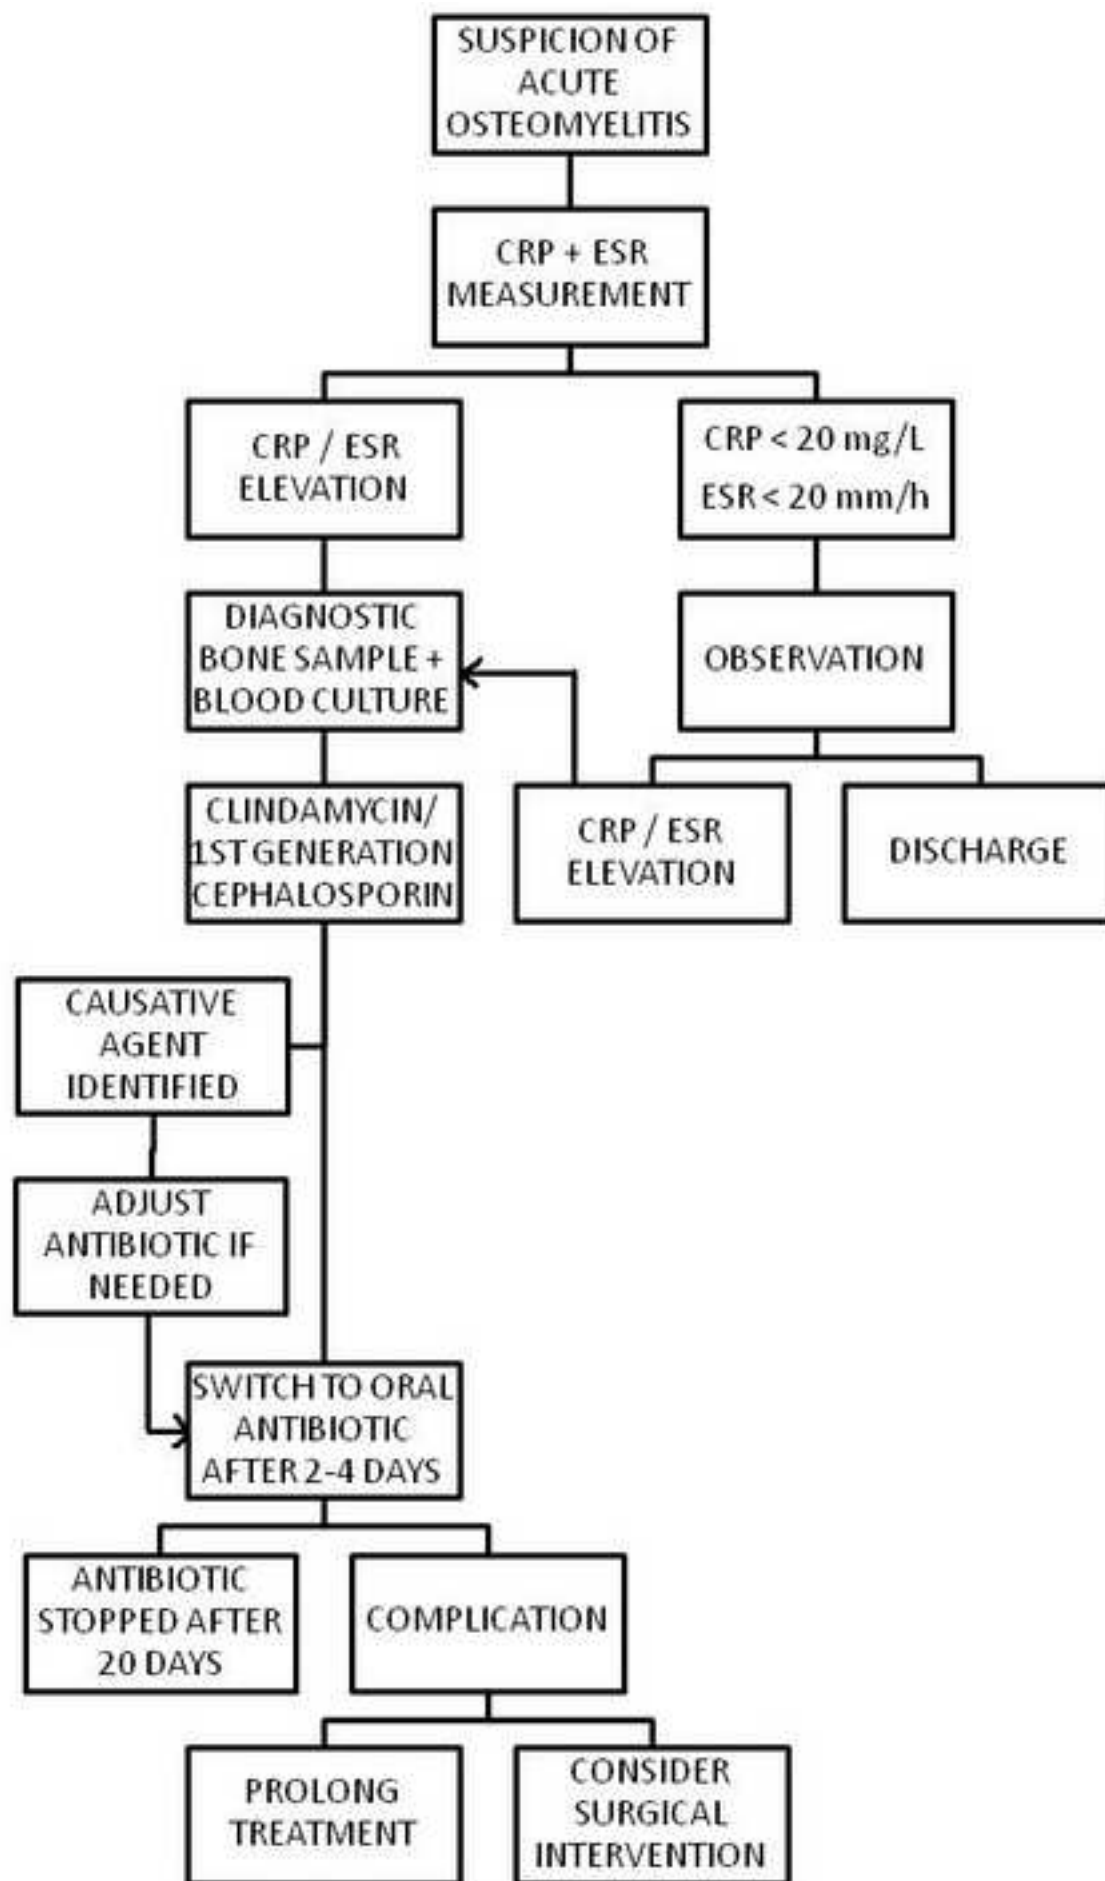 SUSPICION OF
ACUTE
OSTEOMYELITIS
CRP + ESR
MEASUREMENT
CRP / ESR
ELEVATION
CRP < 20 mg/L
ESR < 20 mm/h
DIAGNOSTIC
BONE SAMPLE +
BLOOD CULTURE
OBSERVATION
CLINDAMYCIN/
1ST GENERATION
CEPHALOSPORIN
CRP / ESR
ELEVATION
DISCHARGE
CAUSATIVE
AGENT
IDENTIFIED
ADJUST
ANTIBIOTIC IF
NEEDED
SWITCH TO ORAL
ANTIBIOTIC
AFTER 2-4 DAYS
ANTIBIOTIC
STOPPED AFTER
20 DAYS
COMPLICATION
PROLONG
TREATMENT
CONSIDER
SURGICAL
INTERVENTION